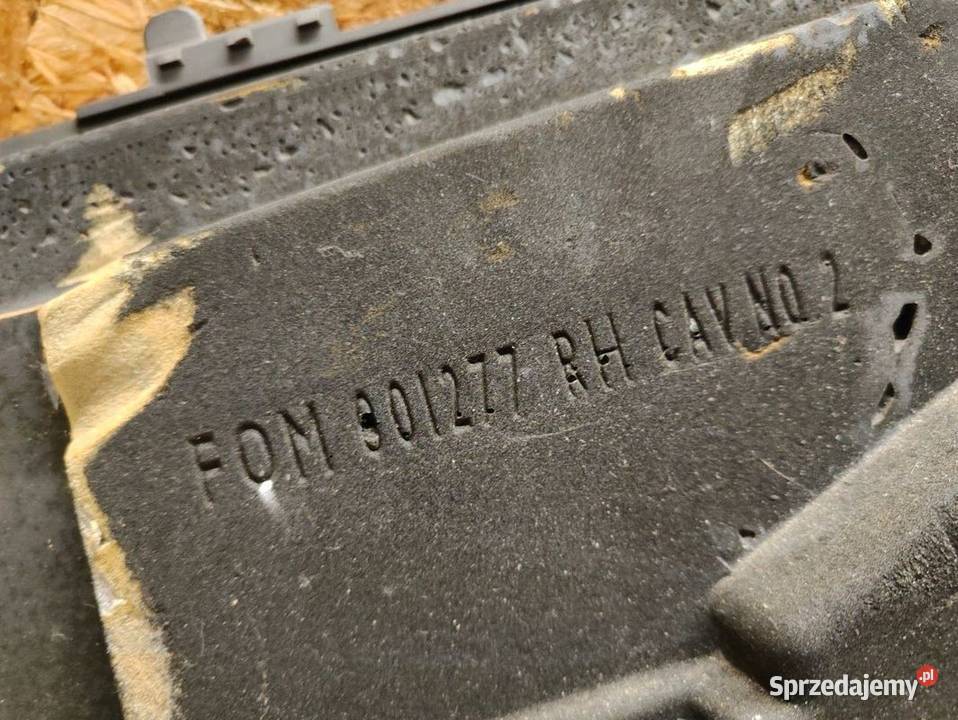 FOM 901277 RH CAV.NO 2
Sprzedajemy.pl